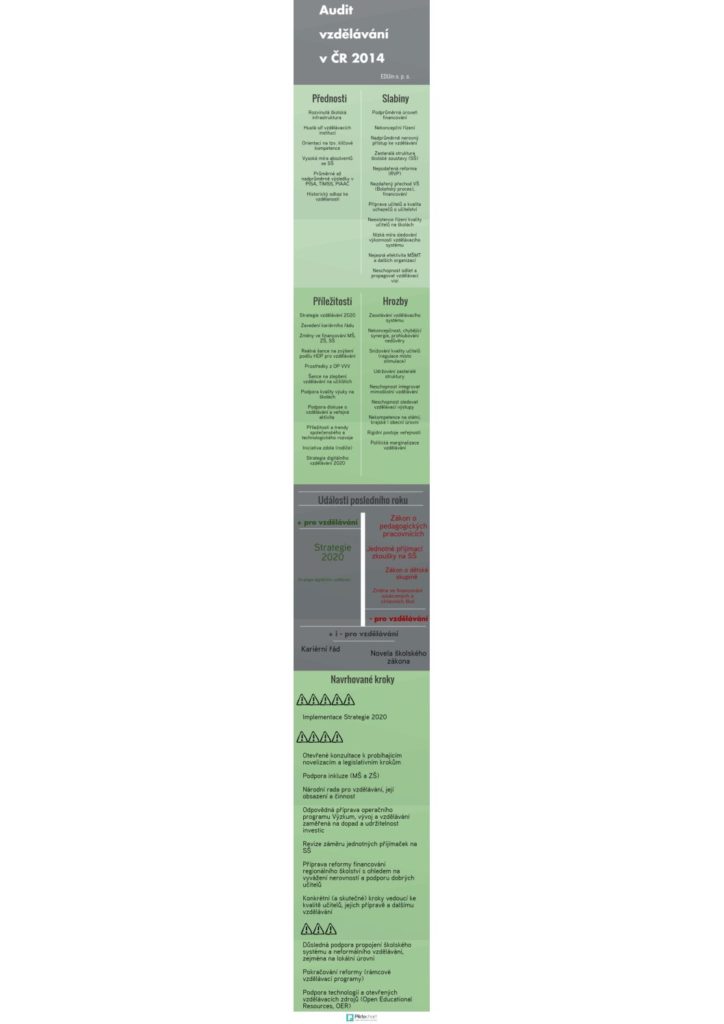 Audit
vzdělávání
v ČR 2014
EDUin o. p. s.
Přednosti
Rozvinutá školská
infrastruktura
Hustá síť vzdělávacích
institucí
Orientaci na tzv. klíčové
kompetence
Vysoká míra absolventů
se SŠ
Průměrné až
nadprůměrné výsledky v
PISA, TIMSS, PIAAC
Historický odkaz ke
vzdělanosti
Slabiny
Podprůměrná úroveň
financování
Nekoncepční řízení
Nadprůměrně nerovný
přístup ke vzdělávání
Zastaralá struktura
školské soustavy (SŠ)
Nepodařená reforma
(RVP)
Nezdařený přechod VŠ
(Boloňský proces),
financování
Příprava učitelů a kvalita
uchazečů o učitelství
Neexistence řízení kvality
učitelů na školách
Nízká míra sledování
výkonnosti vzdělávacího
systému
Nejasná efektivita MŠMT
a dalších organizací
Neschopnost sdílet a
propagovat vzdělávací
vizi
Příležitosti
Strategie vzdělávání 2020
Zavedení kariérního řádu
Změny ve financování MŠ,
ZŠ, SŠ
Reálná šance na zvýšení
podílu HDP pro vzdělávání
Prostředky z OP VVV
Šance na zlepšení
vzdělávání na učilištích
Podpora kvality výuky na
školách
Podpora diskuse o
vzdělávání a veřejná
aktivita
Příležitosti a trendy
společenského a
technologického rozvoje
Iniciativa zdola (rodiče)
Strategie digitálního
vzdělávání 2020
Hrozby
Zaostávání vzdělávacího
systému
Nekoncepčnost, chybějící
synergie, prohlubování
nedůvěry
Snižování kvality učitelů
(regulace místo
stimulace)
Udržování zastaralé
struktury
Neschopnost integrovat
mimoškolní vzdělávání
Neschopnost sledovat
vzdělávací výstupy
Nekompetence na státní,
krajské i obecní úrovni
Rigidní postoje veřejnosti
Politická marginalizace
vzdělávání
Události posledního roku
+ pro vzdělávání
Strategie
2020
Strategie digitálního vzdělávání
Zákon o
pedagogických
pracovnících
Jednotné přijímací
zkoušky na SŠ
Zákon o dětské
skupině
Změna ve financování
soukromých a
církevních škol
- pro vzdělávání
+ i - pro vzdělávání
Kariérní řád
Novela školského
zákona
Navrhované kroky
Implementace Strategie 2020
Otevřené konzultace k probíhajícím
novelizacím a legislativním krokům
Podpora inkluze (MŠ a ZŠ)
Národní rada pro vzdělávání, její
obsazení a činnost
Odpovědná příprava operačního
programu Výzkum, vývoj a vzdělávání
zaměřená na dopad a udržitelnost
investic
Revize záměru jednotných přijímaček na
SŠ
Příprava reformy financování
regionálního školství s ohledem na
vyvážení nerovností a podporu dobrých
učitelů
Konkrétní (a skutečné) kroky vedoucí ke
kvalitě učitelů, jejich přípravě a dalšímu
vzdělávání
Důsledná podpora propojení školského
systému a neformálního vzdělávání,
zejména na lokální úrovni
Pokračování reformy (rámcové
vzdělávací programy)
Podpora technologií a otevřených
vzdělávacích zdrojů (Open Educational
Resources, OER)
Piktochart